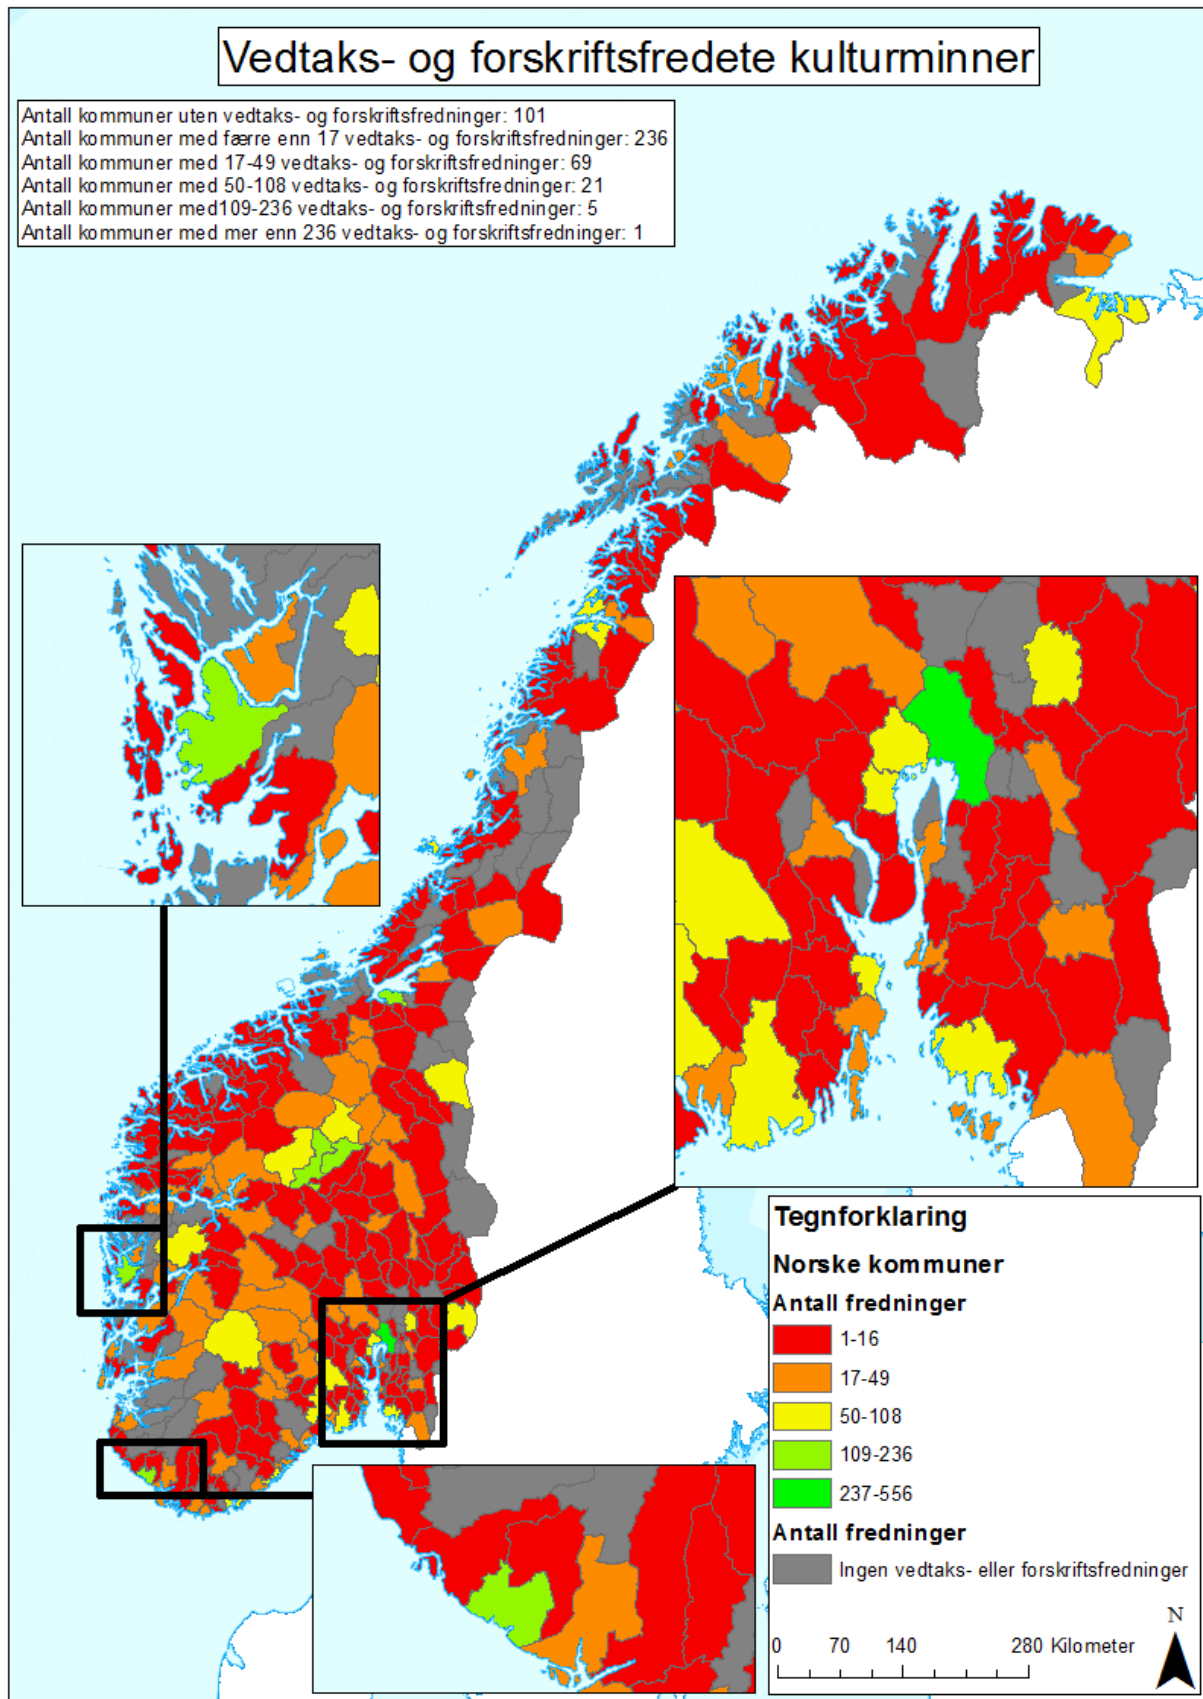 Vedtaks- og forskriftsfredete kulturminner
Antall kommuner uten vedtaks- og forskriftsfredninger: 101
Antall kommuner med færre enn 17 vedtaks- og forskriftsfredninger: 236
Antall kommuner med 17-49 vedtaks- og forskriftsfredninger: 69
Antall kommuner med 50-108 vedtaks- og forskriftsfredninger: 21
Antall kommuner med109-236 vedtaks- og forskriftsfredninger: 5
Antall kommuner med mer enn 236 vedtaks- og forskriftsfredninger: 1
Tegnforklaring
Norske kommuner
Antall fredninger
1-16
17-49
50-108
109-236
237-556
Antall fredninger
Ingen vedtaks- eller forskriftsfredninger
N
0 70 140 280 Kilometer